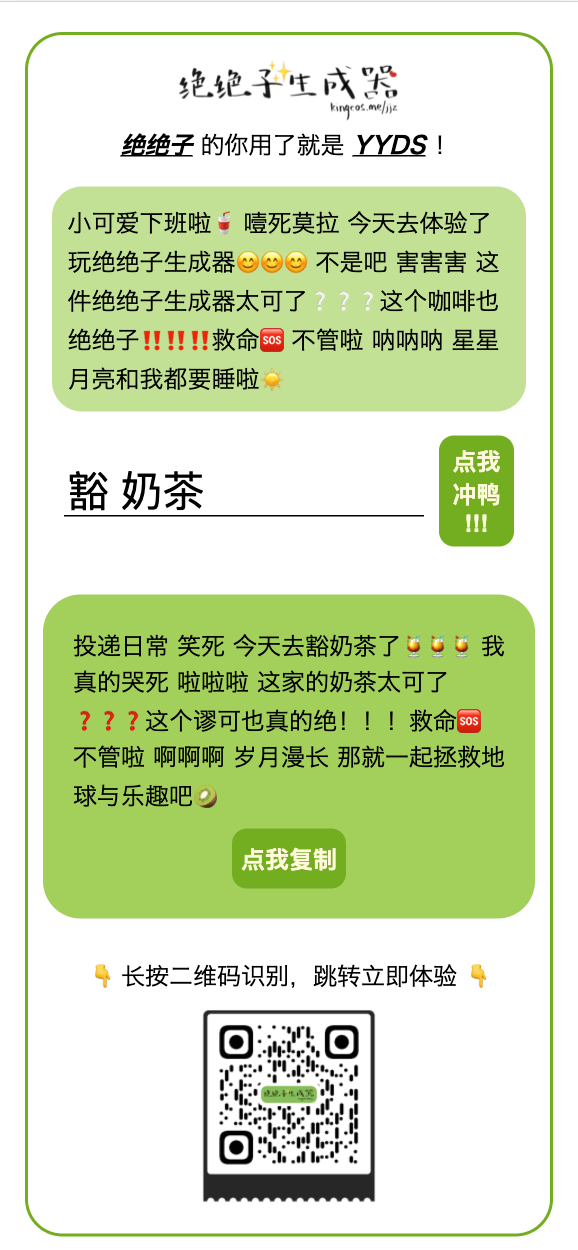 绝绝子生成器
kingcos.me/jjz
绝绝子 的你用了就是 YYDS ！
小可爱下班啦🥤 噎死莫拉 今天去体验了
玩绝绝子生成器😊😊😊 不是吧 害害害 这
件绝绝子生成器太可了❔❔❔这个咖啡也
绝绝子‼️‼️‼️救命🆘 不管啦 呐呐呐 星星
月亮和我都要睡啦☀️
豁 奶茶
点我
冲鸭
!!!
投递日常 笑死 今天去豁奶茶了🍹🍹🍹 我
真的哭死 啦啦啦 这家的奶茶太可了
❓❓❓这个谬可也真的绝！！！救命🆘
不管啦 啊啊啊 岁月漫长 那就一起拯救地
球与乐趣吧🥝
点我复制
👇 长按二维码识别，跳转立即体验 👇
绝绝子生成器